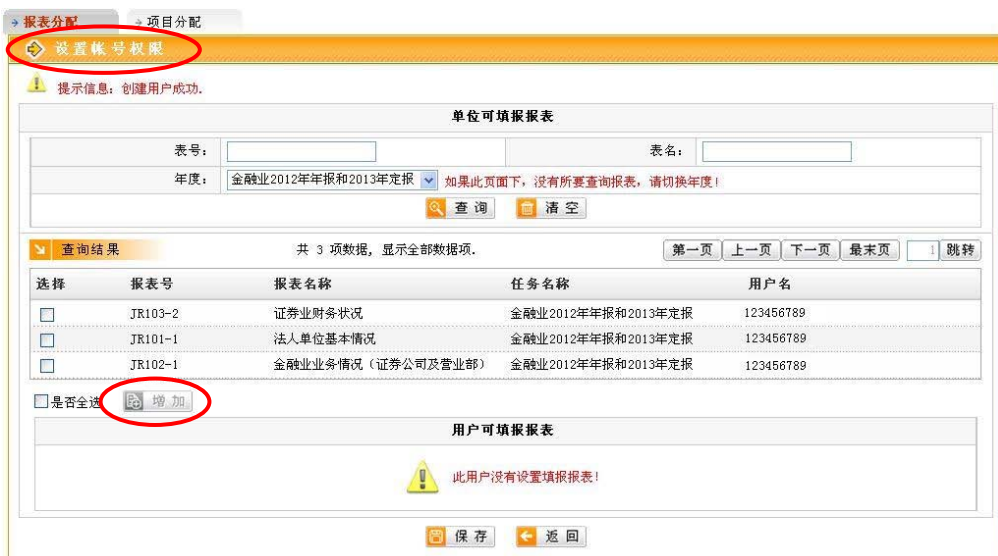 报表分配 项目分配
设置帐号权限
提示信息：创建用户成功.
单位可填报报表
表号： 表名：
年度： 金融业2012年年报和2013年定报 如果此页面下，没有所要查询报表，请切换年度！
查询 清空
查询结果 共 3 项数据，显示全部数据项. 第一页 上一页 下一页 最末页 1 跳转
选择 报表号 报表名称 任务名称 用户名
JR103-2 证券业财务状况 金融业2012年年报和2013年定报 123456789
JR101-1 法人单位基本情况 金融业2012年年报和2013年定报 123456789
JR102-1 金融业业务情况（证券公司及营业部） 金融业2012年年报和2013年定报 123456789
是否全选 增加
用户可填报报表
此用户没有设置填报报表！
保存 返回